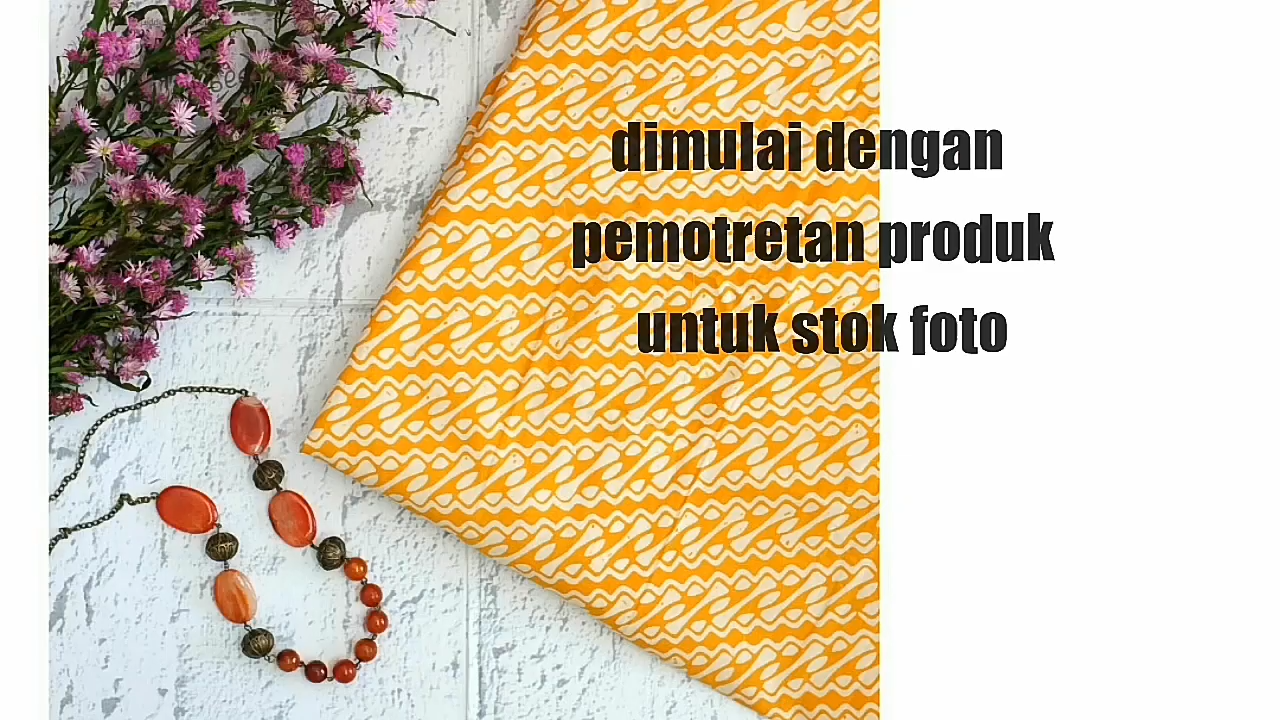 dimulai dengan
pemotretan produk
untuk stok foto